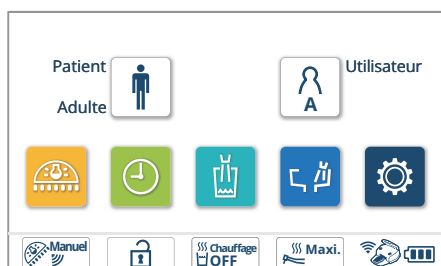 Patient
Utilisateur
Adulte
A
Manuel
Chauffage
OFF
Maxi.